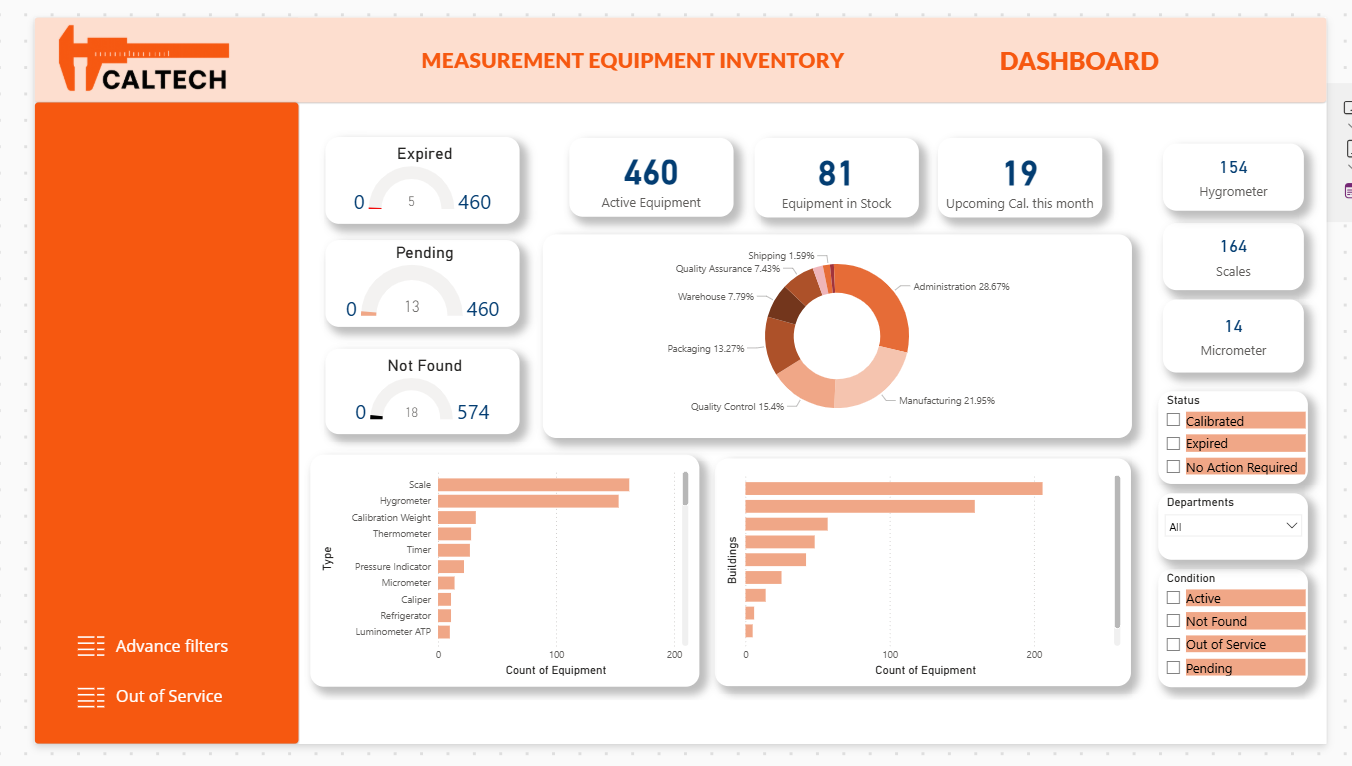 CALTECH
MEASUREMENT EQUIPMENT INVENTORY
DASHBOARD
Expired
0
5
460
Pending
0
13
460
Not Found
0
18
574
460
Active Equipment
81
Equipment in Stock
19
Upcoming Cal. this month
154
Hygrometer
164
Scales
14
Micrometer
Shipping 1.59%
Quality Assurance 7.43%
Warehouse 7.79%
Packaging 13.27%
Quality Control 15.4%
Administration 28.67%
Manufacturing 21.95%
Status
Calibrated
Expired
No Action Required
Departments
All
Condition
Active
Not Found
Out of Service
Pending
Type
Scale
Hygrometer
Calibration Weight
Thermometer
Timer
Pressure Indicator
Micrometer
Caliper
Refrigerator
Luminometer ATP
0
100
200
Count of Equipment
Buildings
0
100
200
Count of Equipment
Advance filters
Out of Service